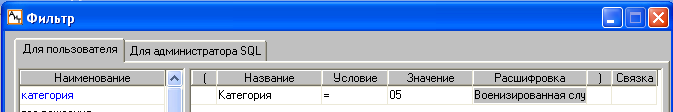 Фильтр
Для пользователя Для администратора SQL
Наименование ( Название Условие Значение Расшифровка ) Связка
категория Категория = 05 Военизированная слу